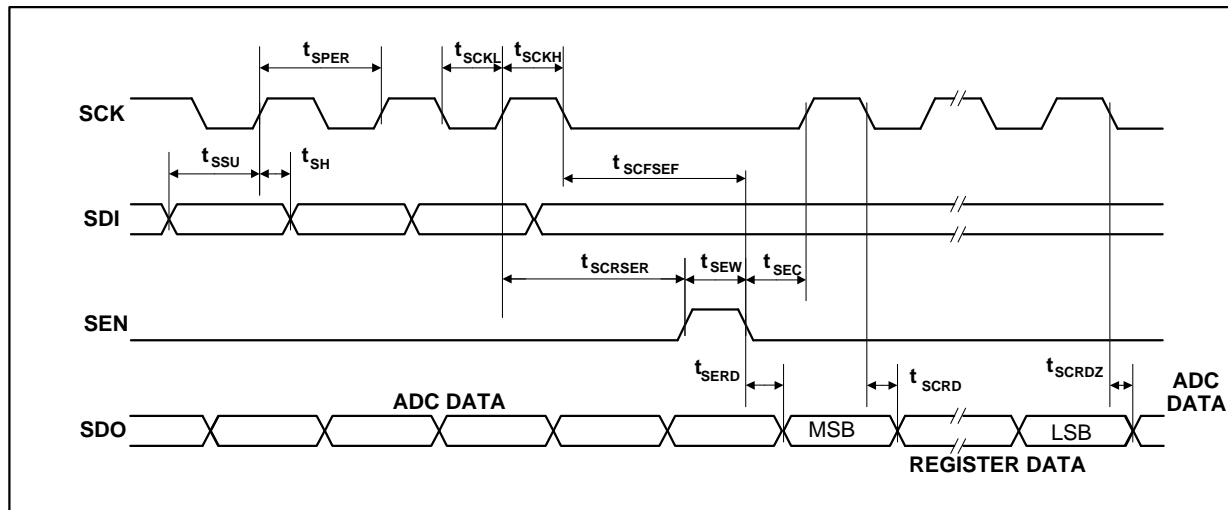 tSPER
tSCKL
tSCKH
SCK
tSSU
tSH
tSCFSEF
SDI
tSCRSER
tSEW
tSEC
SEN
tSERD
tSCRD
tSCRDZ
ADC
DATA
ADC DATA
SDO
MSB
LSB
REGISTER DATA